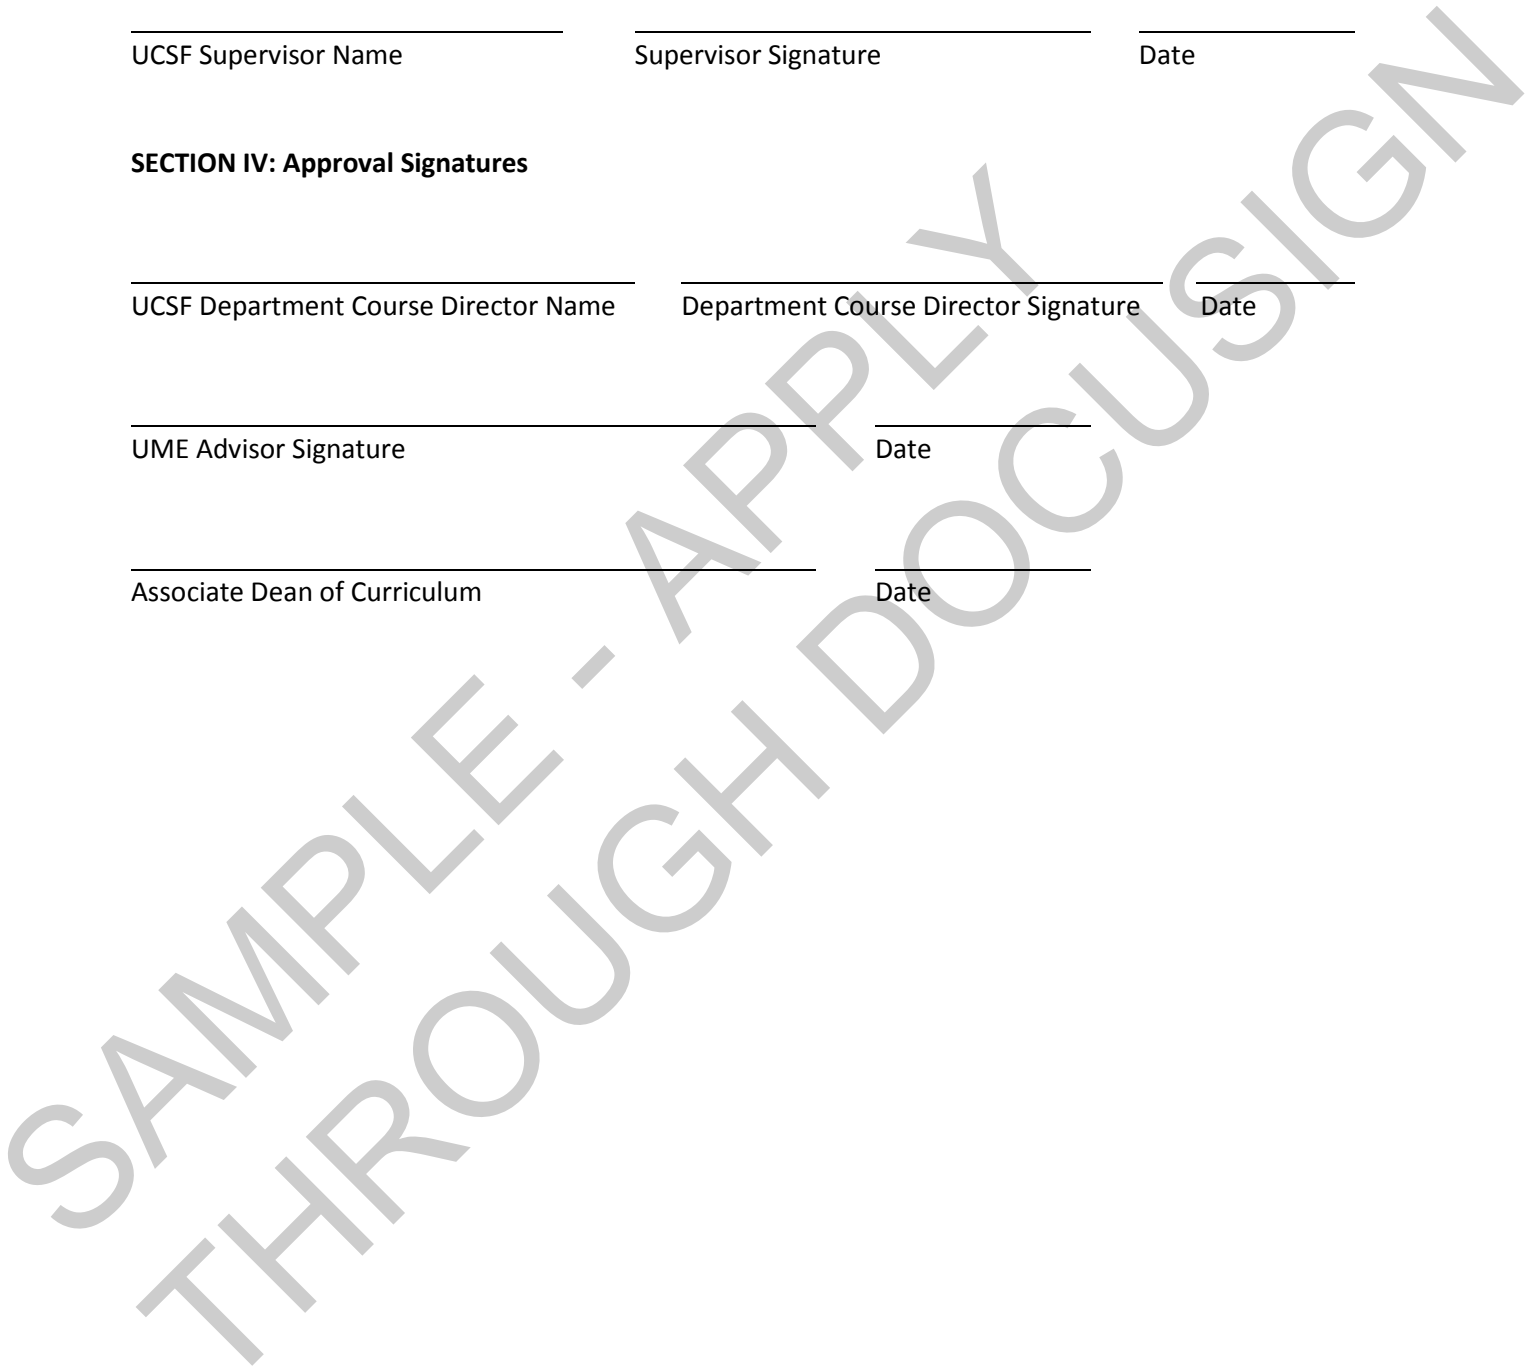 UCSF Supervisor Name Supervisor Signature Date
SECTION IV: Approval Signatures
UCSF Department Course Director Name Department Course Director Signature Date
UME Advisor Signature Date
Associate Dean of Curriculum Date
SAMPLE - APPLY
THROUGH DOCUSIGN